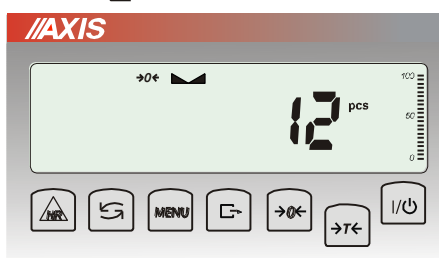 //AXIS
→0←
100
12 pcs
50
0
HR
MENU
→0←
→T←
I/⏻